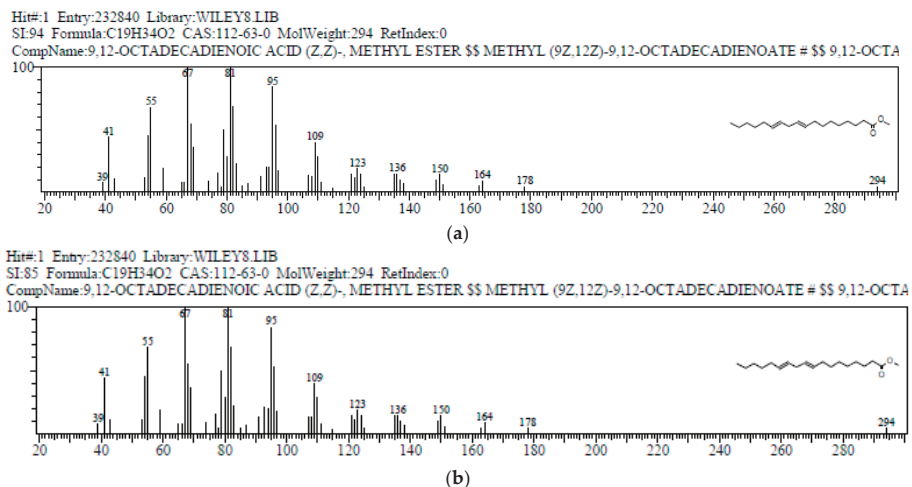 Hit#:1 Entry:232840 Library:WILEY8.LIB
SI:94 Formula:C19H34O2 CAS:112-63-0 MolWeight:294 RetIndex:0
CompName:9,12-OCTADECADIENOIC ACID (Z,Z)-, METHYL ESTER $$ METHYL (9Z,12Z)-9,12-OCTADECADIENOATE # $$ 9,12-OCTA
100
39 41 55 67 81 95 109 123 136 150 164 178 294
O
O
20 40 60 80 100 120 140 160 180 200 220 240 260 280
(a)
Hit#:1 Entry:232840 Library:WILEY8.LIB
SI:85 Formula:C19H34O2 CAS:112-63-0 MolWeight:294 RetIndex:0
CompName:9,12-OCTADECADIENOIC ACID (Z,Z)-, METHYL ESTER $$ METHYL (9Z,12Z)-9,12-OCTADECADIENOATE # $$ 9,12-OCTA
100
39 41 55 67 81 95 109 123 136 150 164 178 294
O
O
20 40 60 80 100 120 140 160 180 200 220 240 260 280
(b)